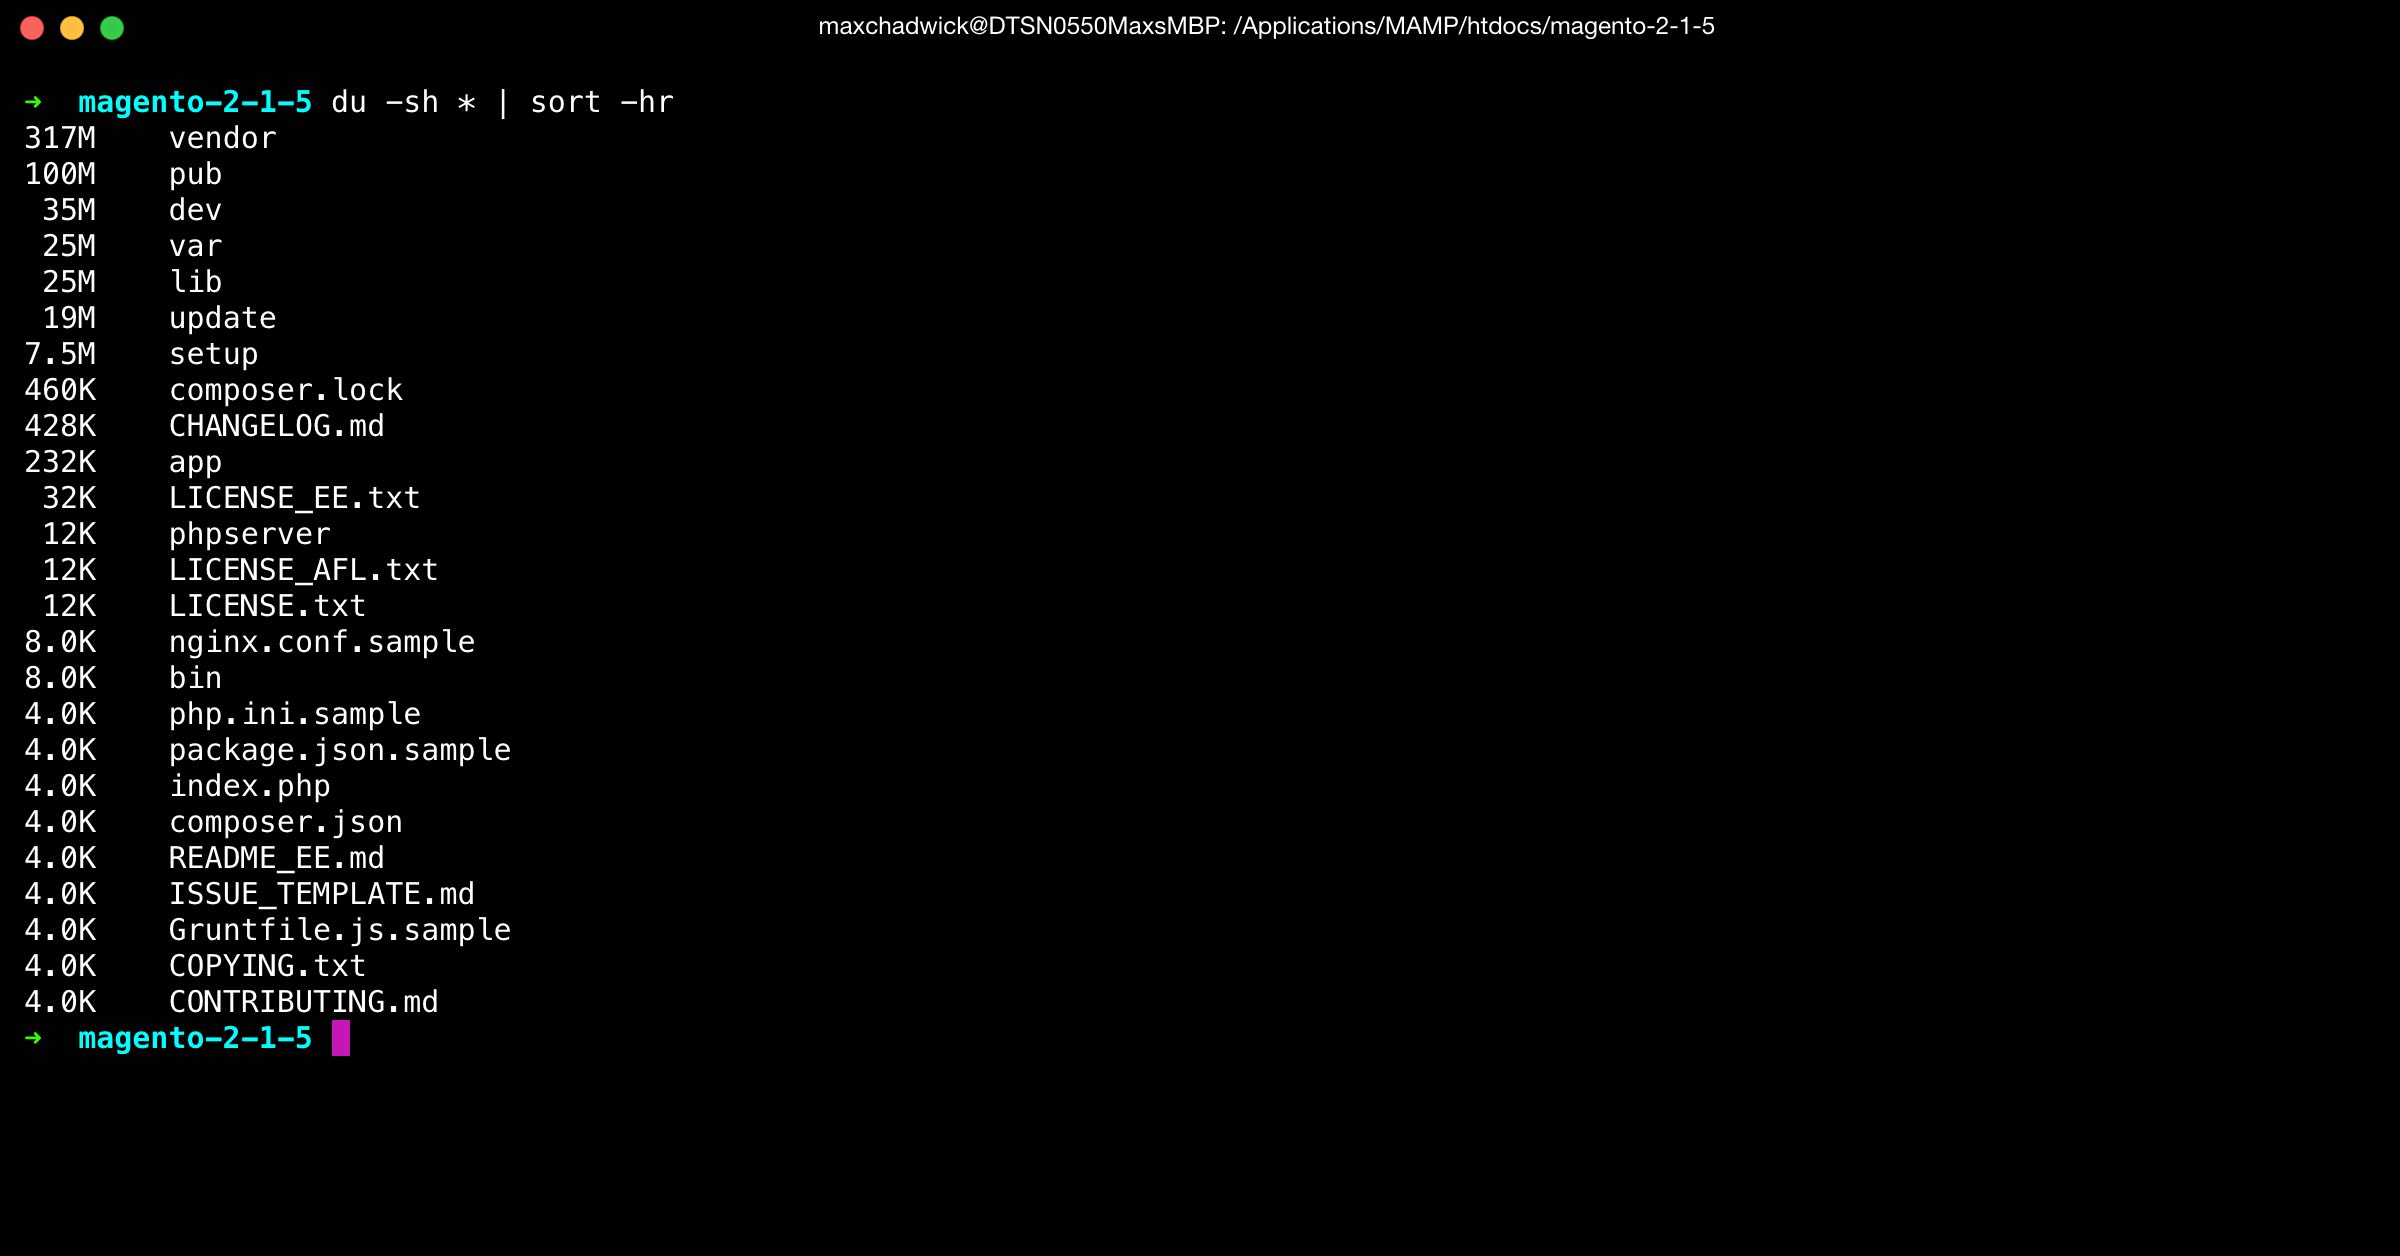 maxchadwick@DTSN0550MaxsMBP: /Applications/MAMP/htdocs/magento-2-1-5
➜  magento-2-1-5 du -sh * | sort -hr
317M    vendor
100M    pub
 35M    dev
 25M    var
 25M    lib
 19M    update
7.5M    setup
460K    composer.lock
428K    CHANGELOG.md
232K    app
 32K    LICENSE_EE.txt
 12K    phpserver
 12K    LICENSE_AFL.txt
 12K    LICENSE.txt
8.0K    nginx.conf.sample
8.0K    bin
4.0K    php.ini.sample
4.0K    package.json.sample
4.0K    index.php
4.0K    composer.json
4.0K    README_EE.md
4.0K    ISSUE_TEMPLATE.md
4.0K    Gruntfile.js.sample
4.0K    COPYING.txt
4.0K    CONTRIBUTING.md
➜  magento-2-1-5